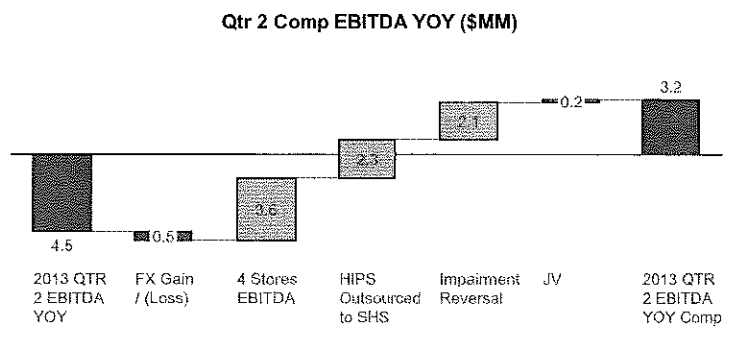 Qtr 2 Comp EBITDA YOY ($MM)
3.2
0.2
2.1
2.3
3.6
0.5
4.5
2013 QTR
2 EBITDA
YOY
FX Gain
/ (Loss)
4 Stores
EBITDA
HIPS
Outsourced
to SHS
Impairment
Reversal
JV
2013 QTR
2 EBITDA
YOY Comp